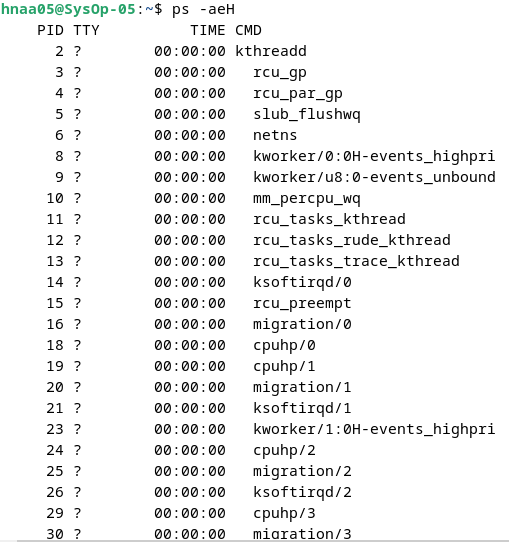 hnaa05@SysOp-05:~$ ps -aeH
    PID TTY          TIME CMD
      2 ?        00:00:00 kthreadd
      3 ?        00:00:00   rcu_gp
      4 ?        00:00:00   rcu_par_gp
      5 ?        00:00:00   slub_flushwq
      6 ?        00:00:00   netns
      8 ?        00:00:00   kworker/0:0H-events_highpri
      9 ?        00:00:00   kworker/u8:0-events_unbound
     10 ?        00:00:00   mm_percpu_wq
     11 ?        00:00:00   rcu_tasks_kthread
     12 ?        00:00:00   rcu_tasks_rude_kthread
     13 ?        00:00:00   rcu_tasks_trace_kthread
     14 ?        00:00:00   ksoftirqd/0
     15 ?        00:00:00   rcu_preempt
     16 ?        00:00:00   migration/0
     18 ?        00:00:00   cpuhp/0
     19 ?        00:00:00   cpuhp/1
     20 ?        00:00:00   migration/1
     21 ?        00:00:00   ksoftirqd/1
     23 ?        00:00:00   kworker/1:0H-events_highpri
     24 ?        00:00:00   cpuhp/2
     25 ?        00:00:00   migration/2
     26 ?        00:00:00   ksoftirqd/2
     29 ?        00:00:00   cpuhp/3
     30 ?        00:00:00   migration/3